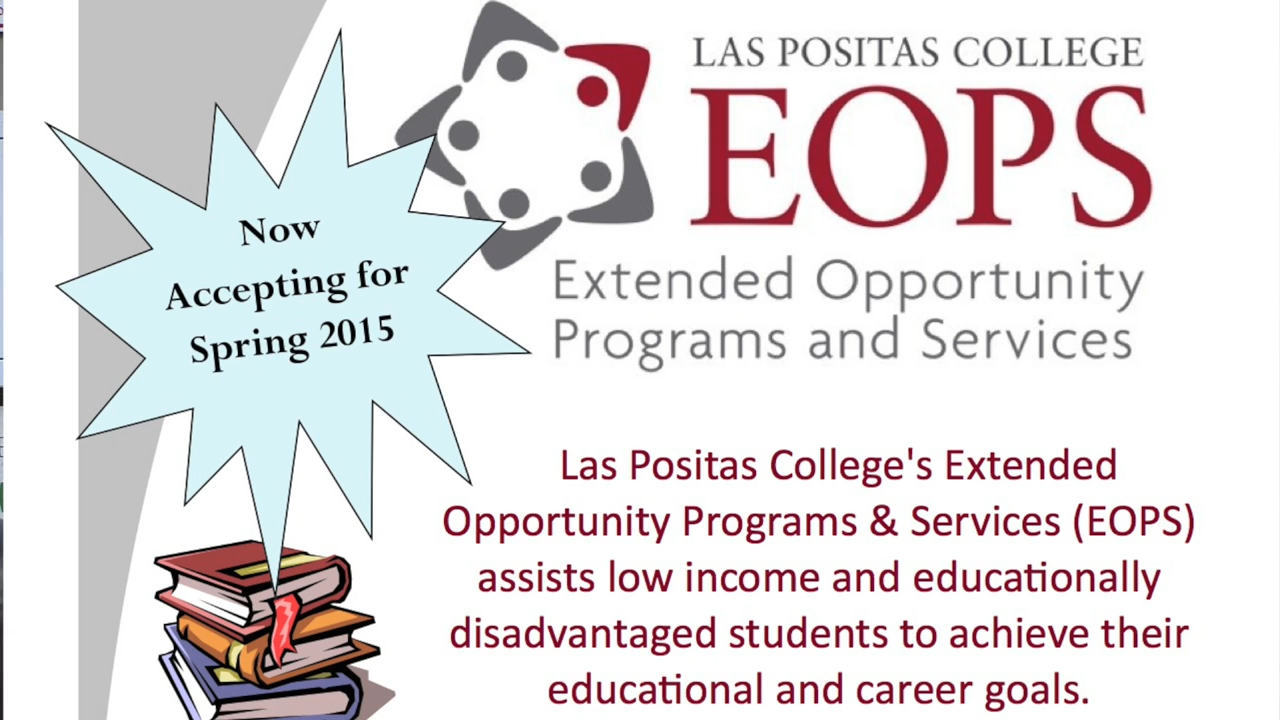 LAS POSITAS COLLEGE
EOPS
Extended Opportunity
Programs and Services
Now
Accepting for
Spring 2015
Las Positas College's Extended
Opportunity Programs & Services (EOPS)
assists low income and educationally
disadvantaged students to achieve their
educational and career goals.